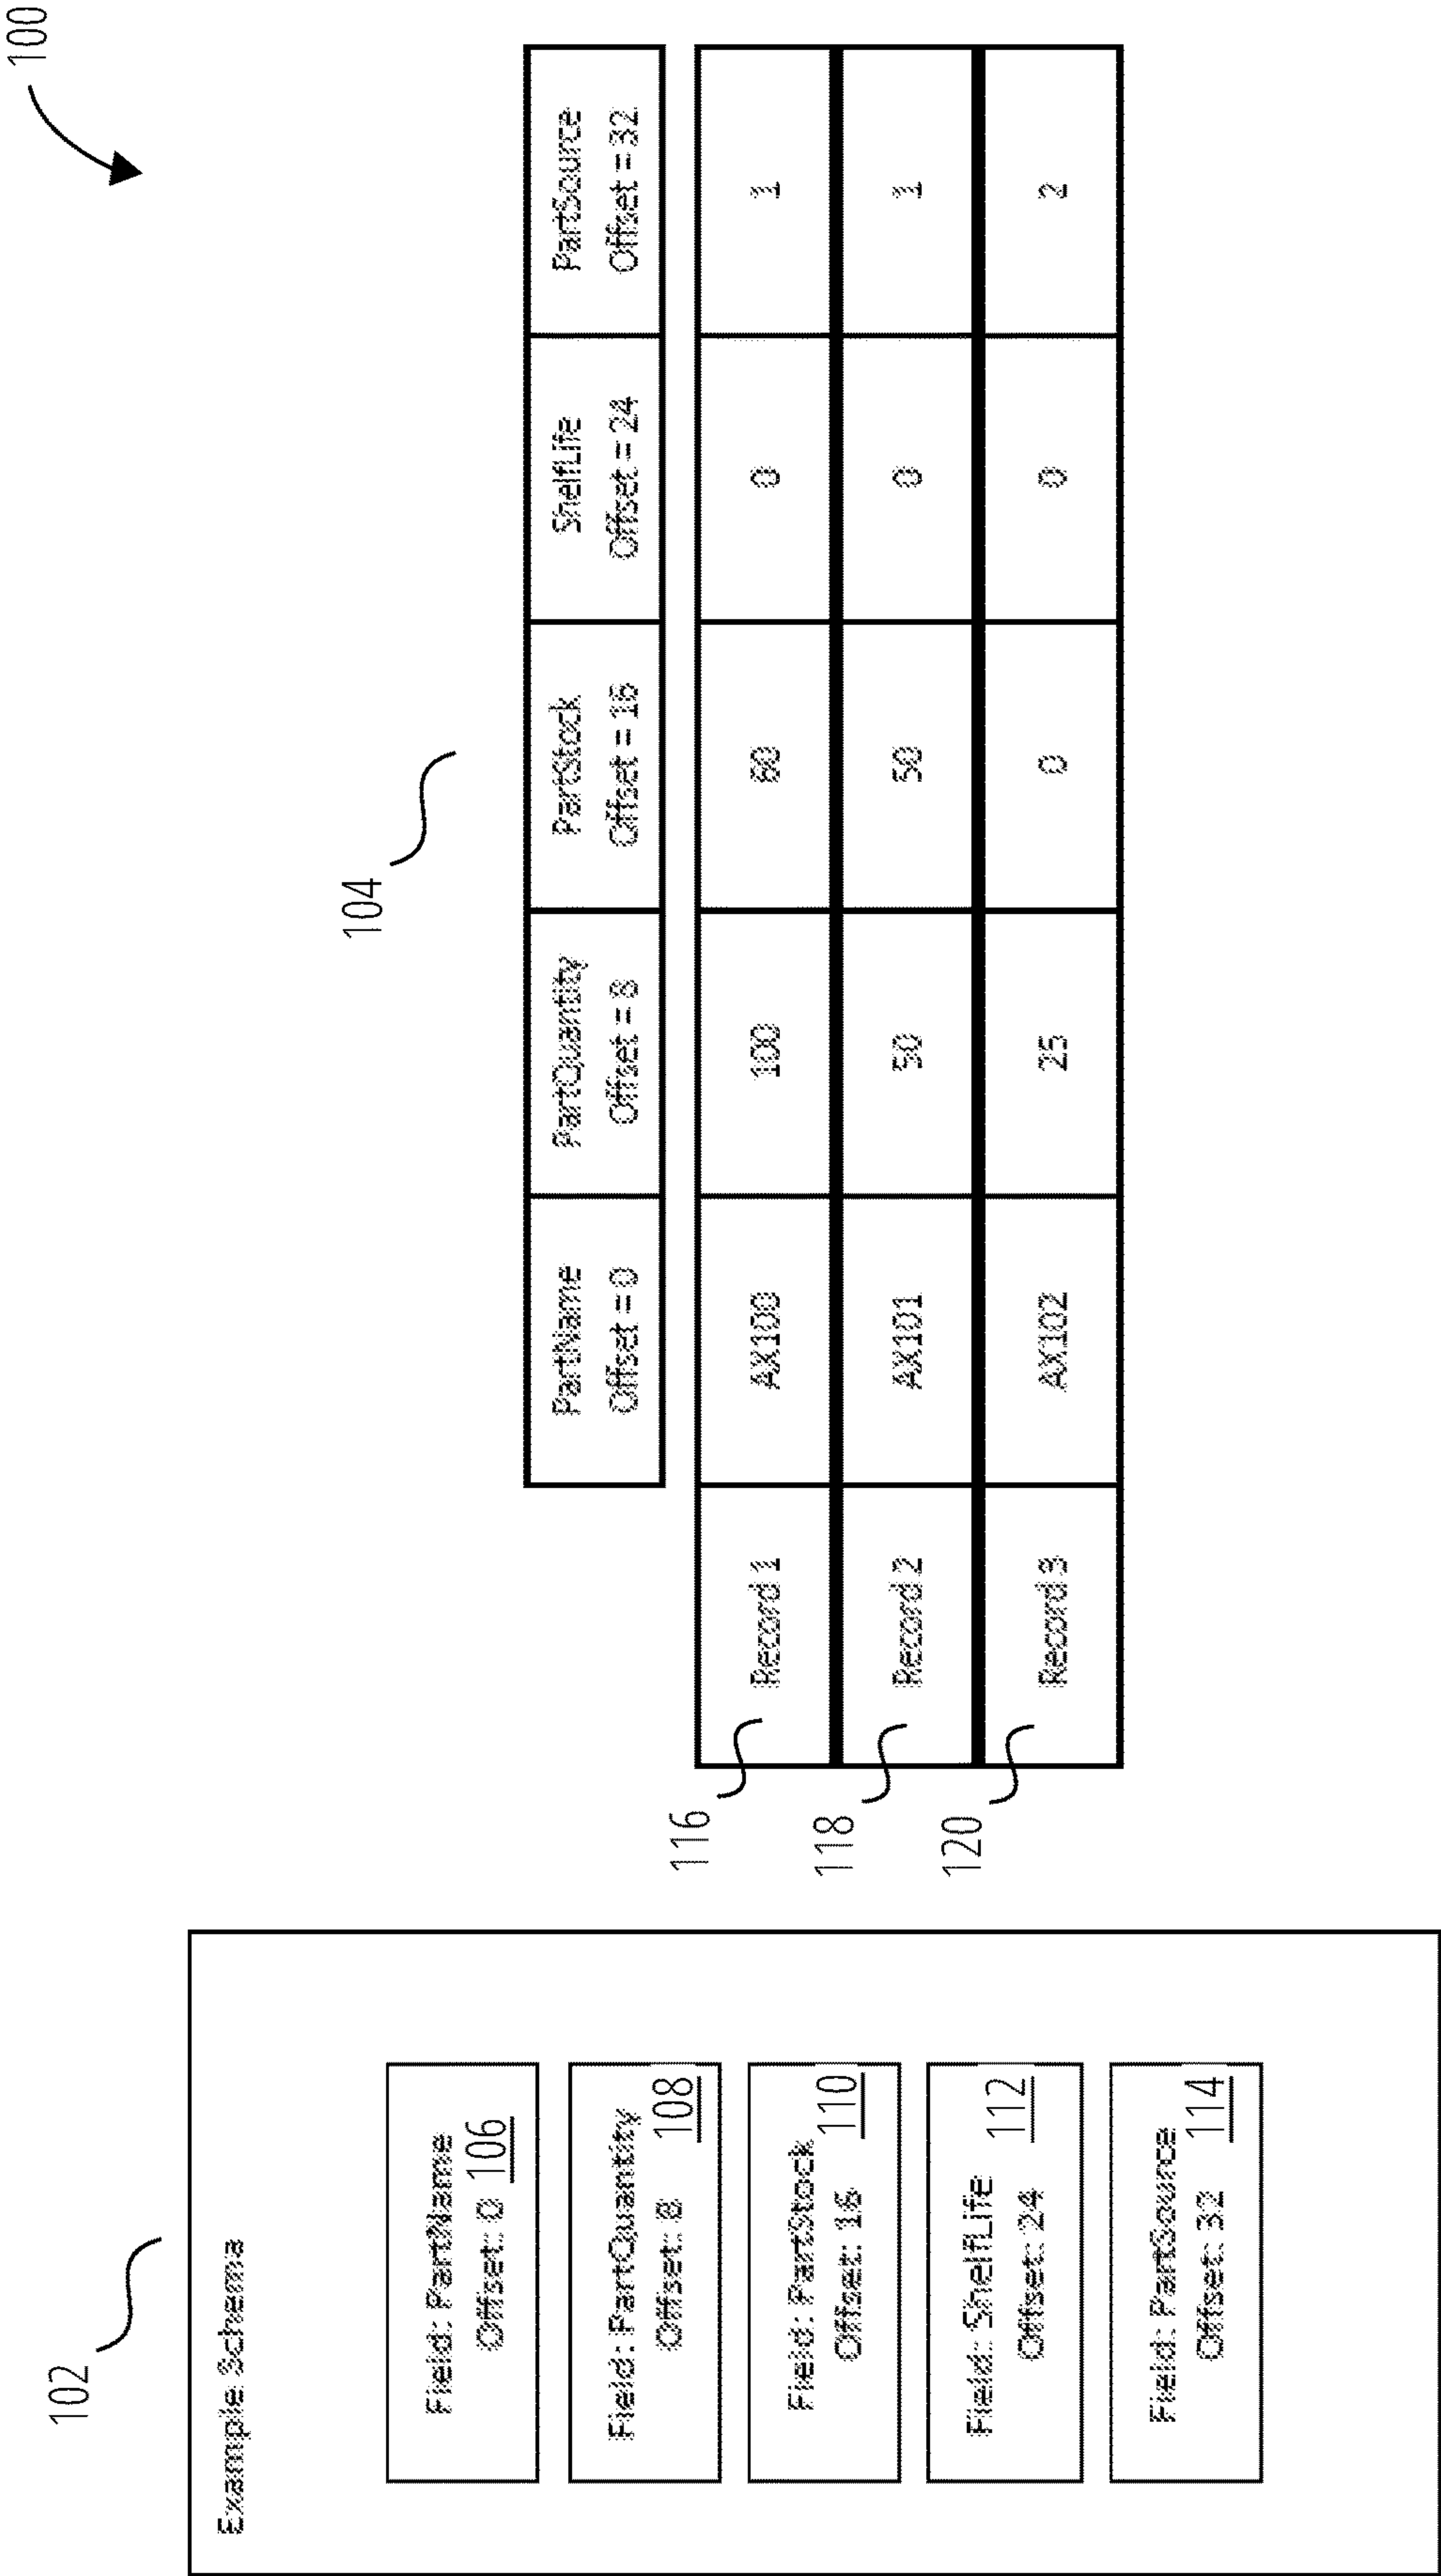 100
102
Example Schema
Field: PartName
Offset: 0 106
Field: PartQuantity
Offset: 8 108
Field: PartStock
Offset: 16 110
Field: ShelfLife
Offset: 24 112
Field: PartSource
Offset: 32 114
104
PartName PartQuantity PartStock ShelfLife PartSource
Offset = 0 Offset = 8 Offset = 16 Offset = 24 Offset = 32
116 Record 1 AX100 100 60 0 1
118 Record 2 AX101 50 50 0 1
120 Record 3 AX102 25 0 0 2